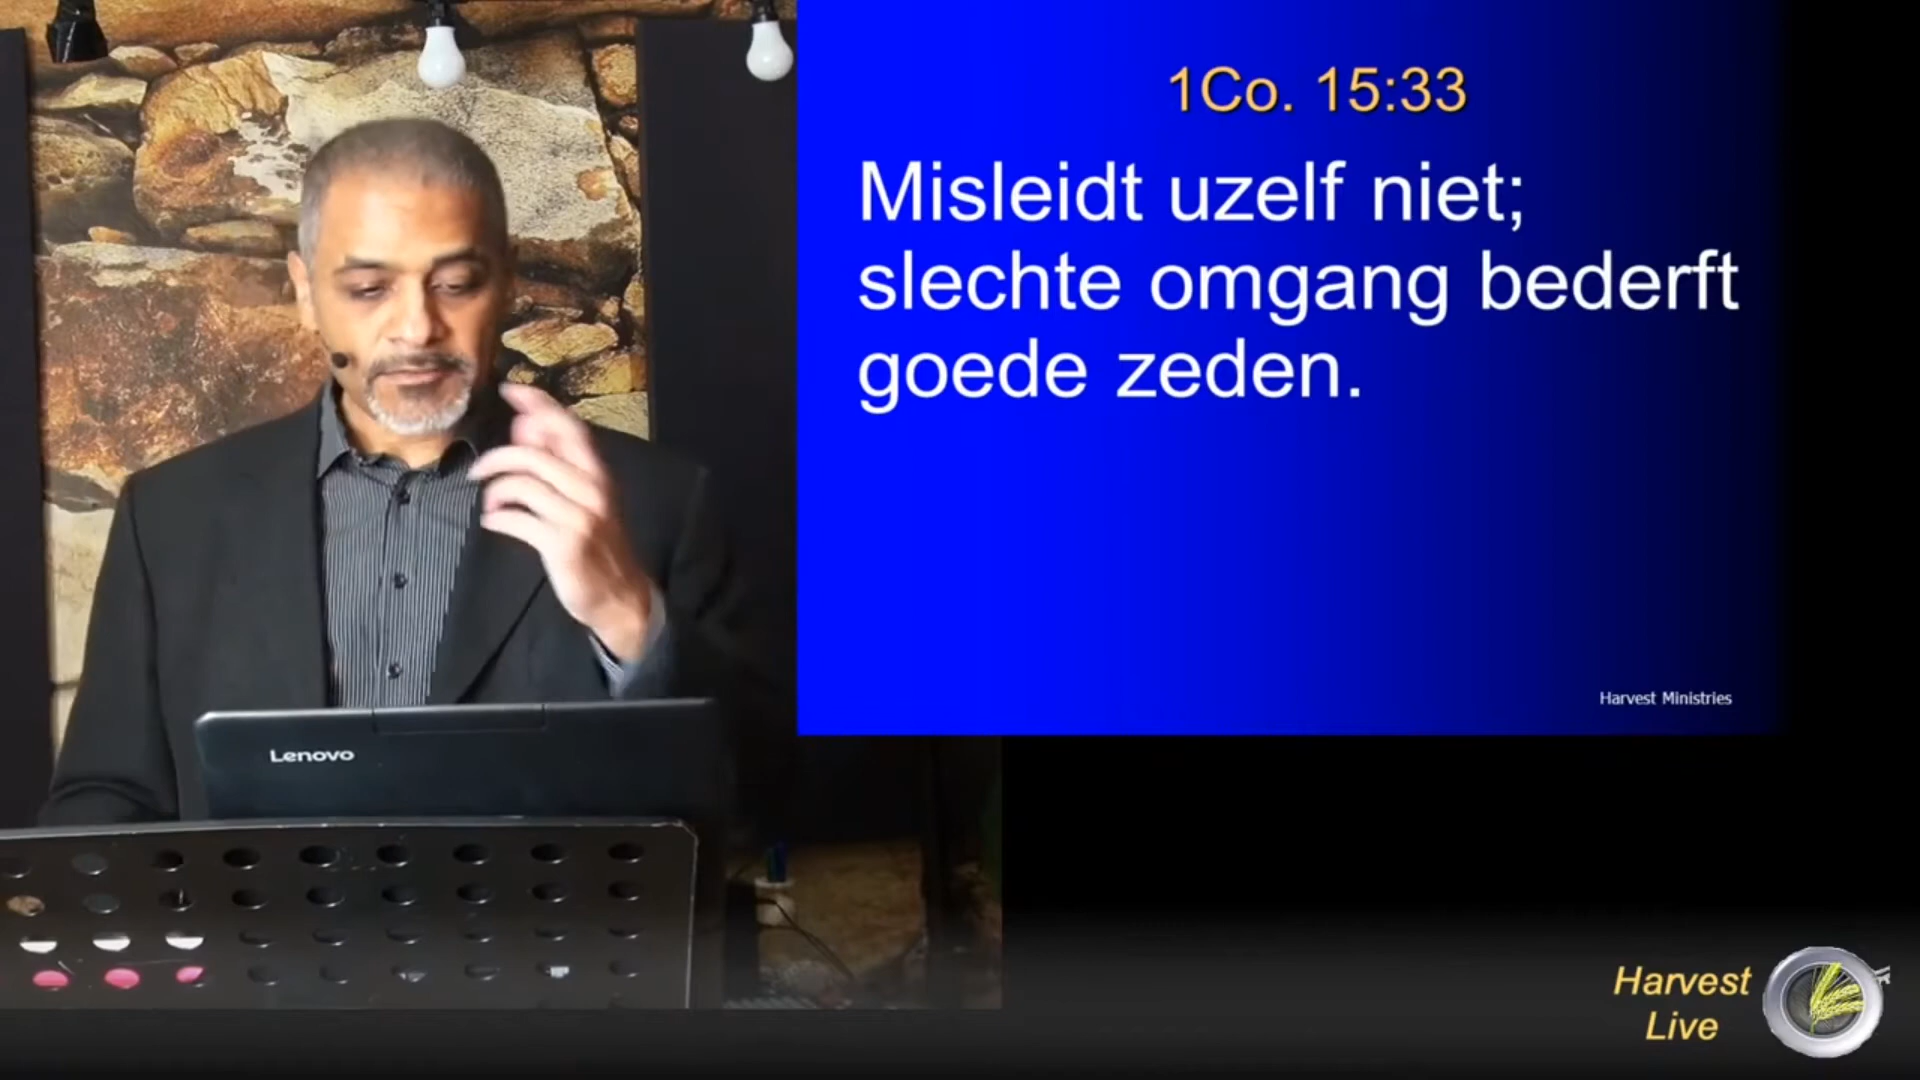 1Co. 15:33
Misleidt uzelf niet;
slechte omgang bederft
goede zeden.
Harvest Ministries
Lenovo
Harvest
Live